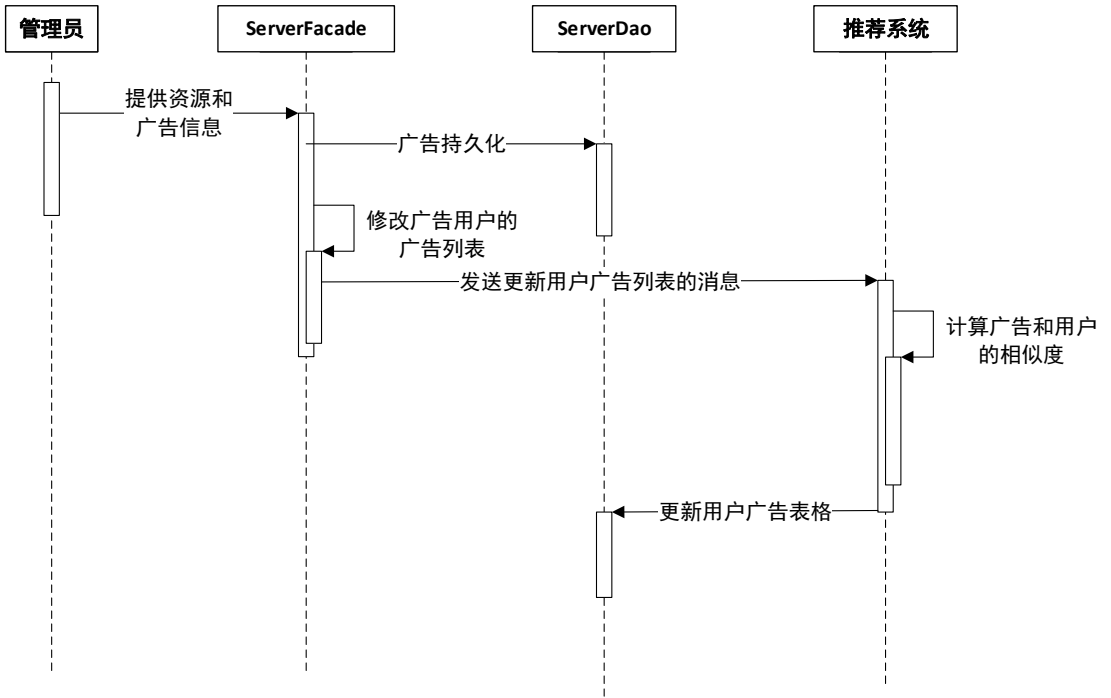 管理员
ServerFacade
ServerDao
推荐系统
提供资源和
广告信息
广告持久化
修改广告用户的
广告列表
发送更新用户广告列表的消息
计算广告和用户
的相似度
更新用户广告表格